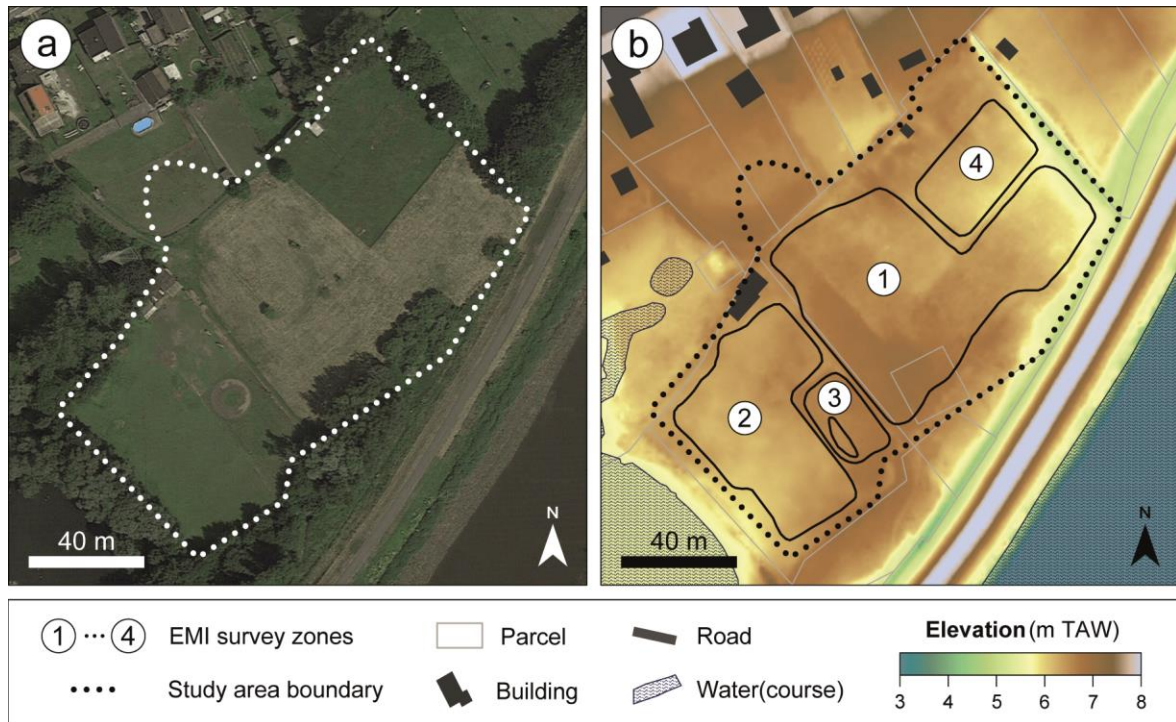 a
N
40 m
b
4
1
3
2
N
40 m
1 ··· 4 EMI survey zones
Parcel
Road
Elevation (m TAW)
Study area boundary
Building
Water(course)
3 4 5 6 7 8